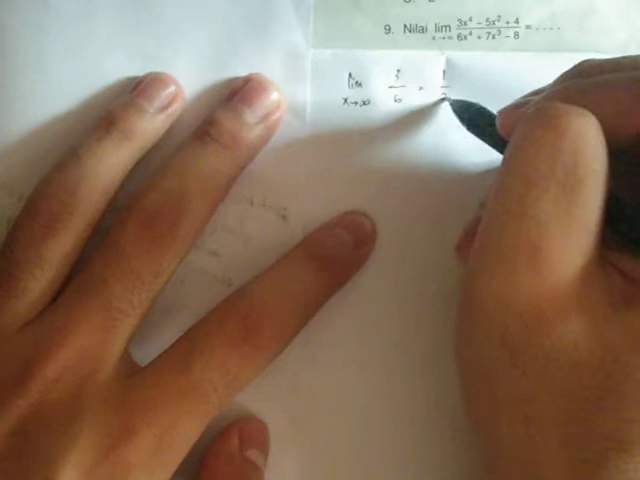 9. Nilai lim x→∞ 3x⁴ − 5x² + 4 / 6x⁴ + 7x³ − 8 = . . . .
lim x→∞ 3/6 = 1/2